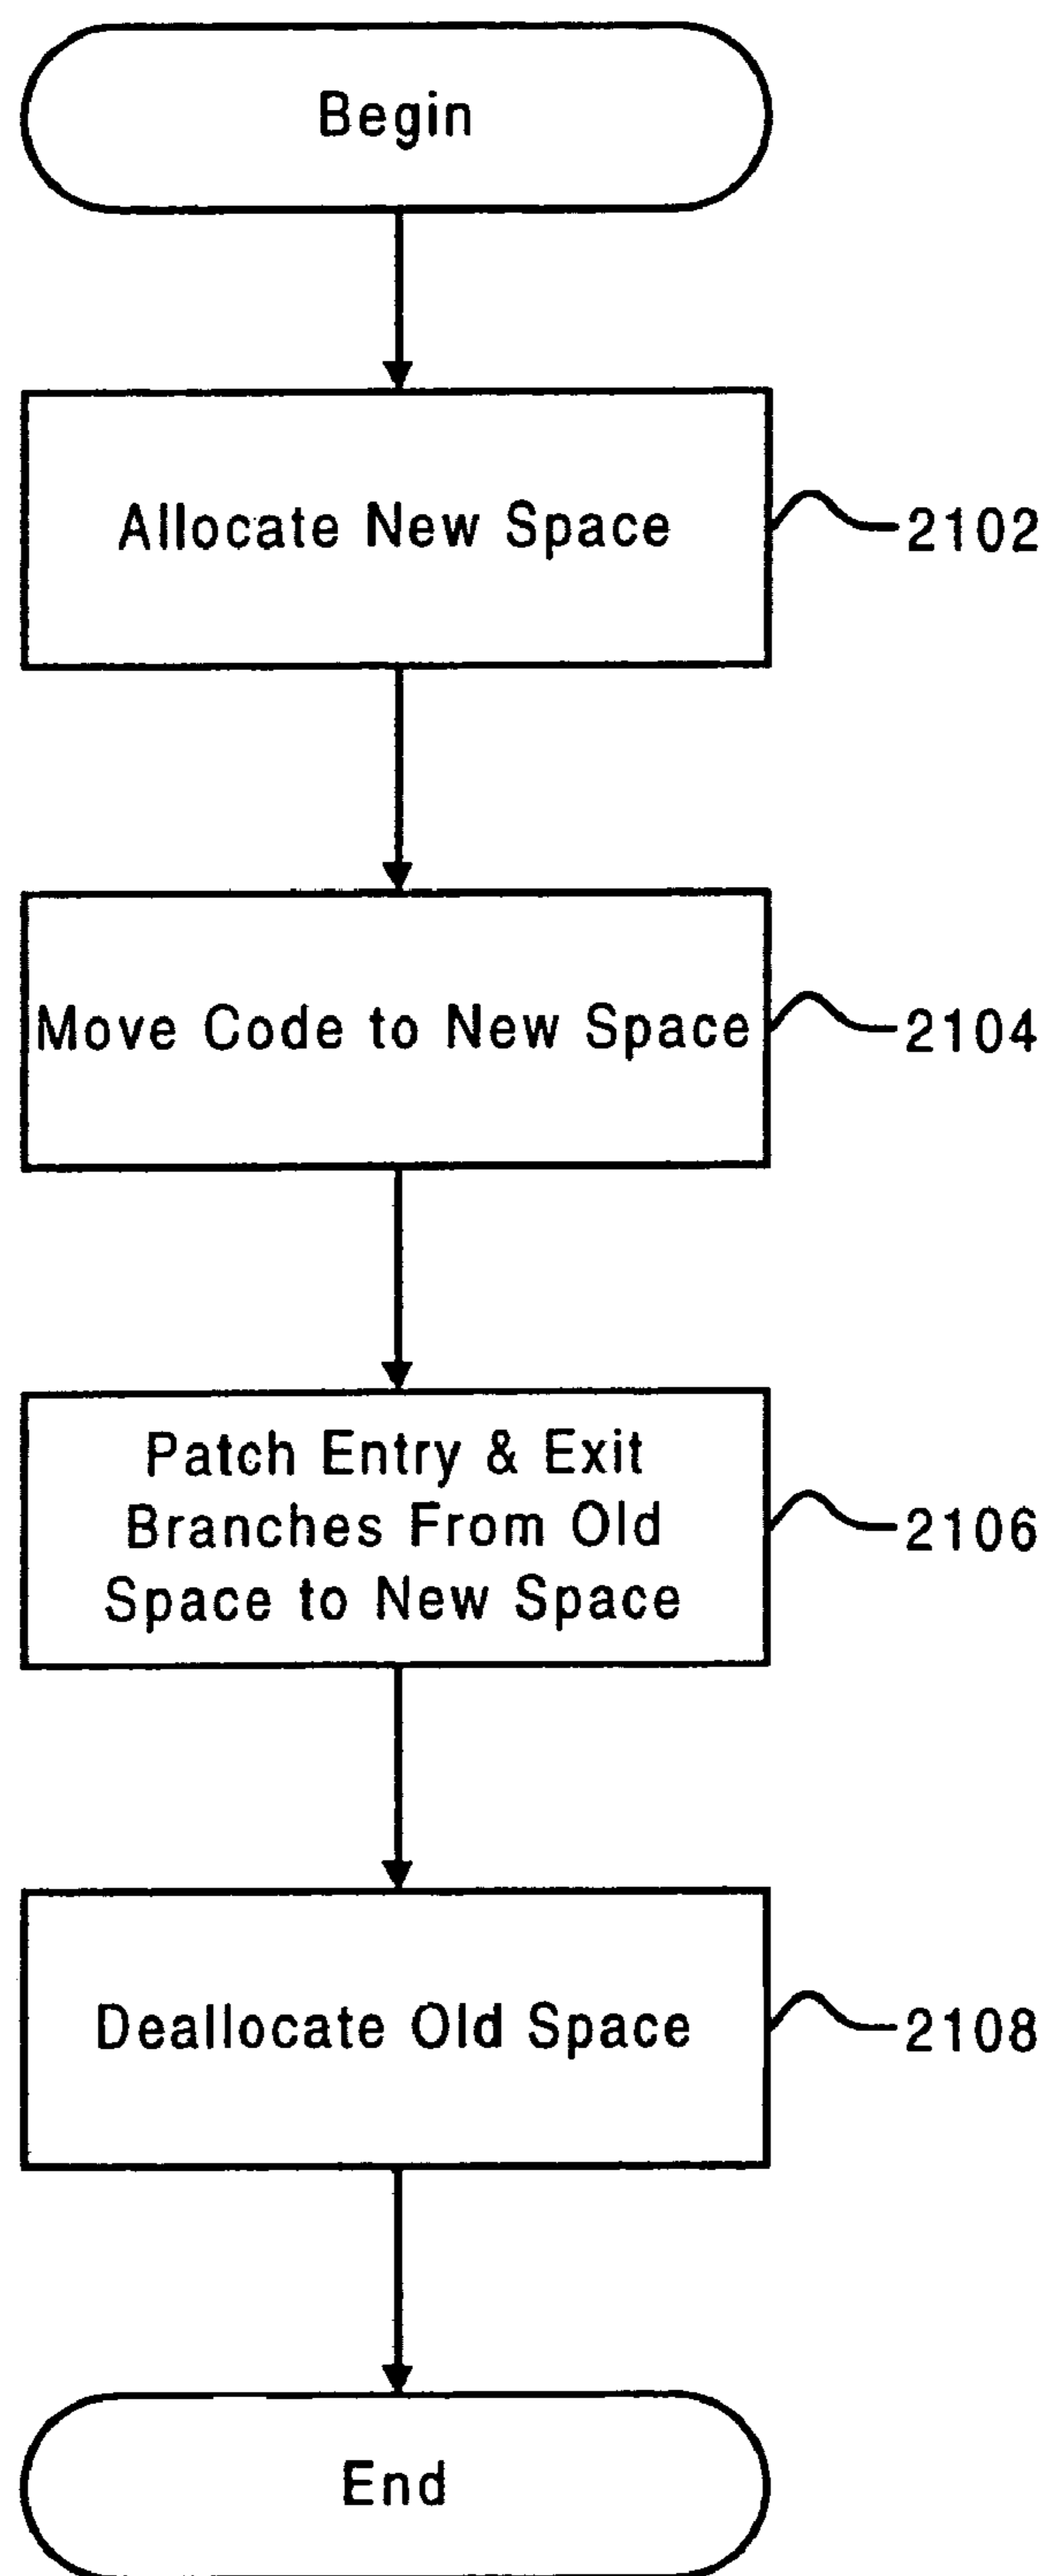 Begin
Allocate New Space
2102
Move Code to New Space
2104
Patch Entry & Exit
Branches From Old
Space to New Space
2106
Deallocate Old Space
2108
End